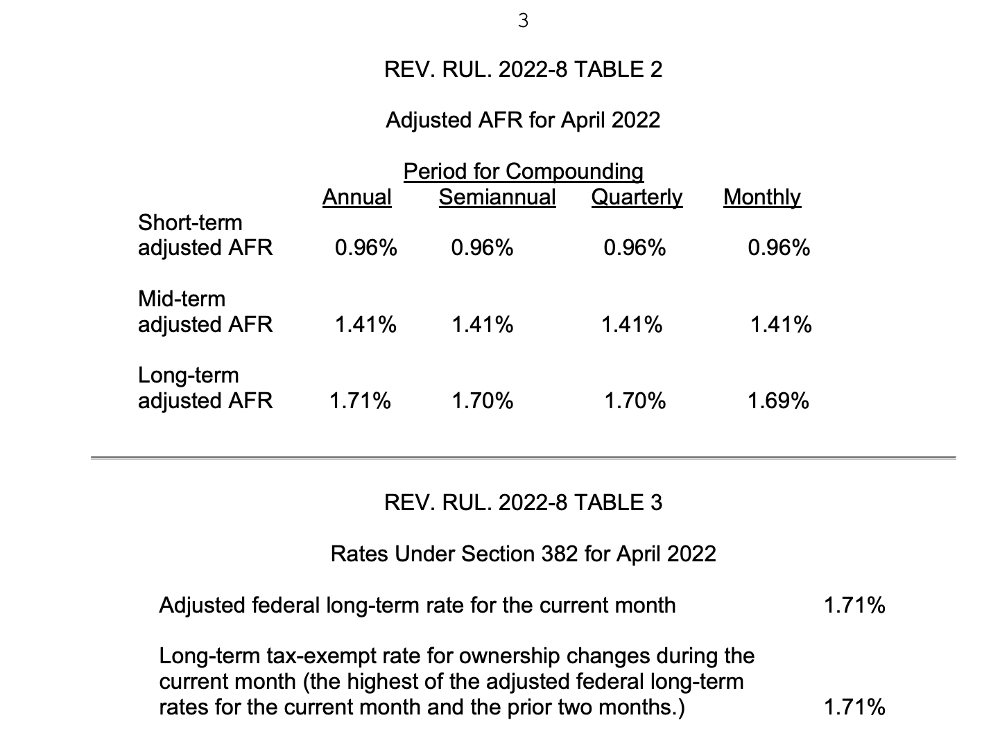 3
REV. RUL. 2022-8 TABLE 2
Adjusted AFR for April 2022
Period for Compounding
Annual Semiannual Quarterly Monthly
Short-term
adjusted AFR 0.96% 0.96% 0.96% 0.96%
Mid-term
adjusted AFR 1.41% 1.41% 1.41% 1.41%
Long-term
adjusted AFR 1.71% 1.70% 1.70% 1.69%
REV. RUL. 2022-8 TABLE 3
Rates Under Section 382 for April 2022
Adjusted federal long-term rate for the current month 1.71%
Long-term tax-exempt rate for ownership changes during the
current month (the highest of the adjusted federal long-term
rates for the current month and the prior two months.) 1.71%